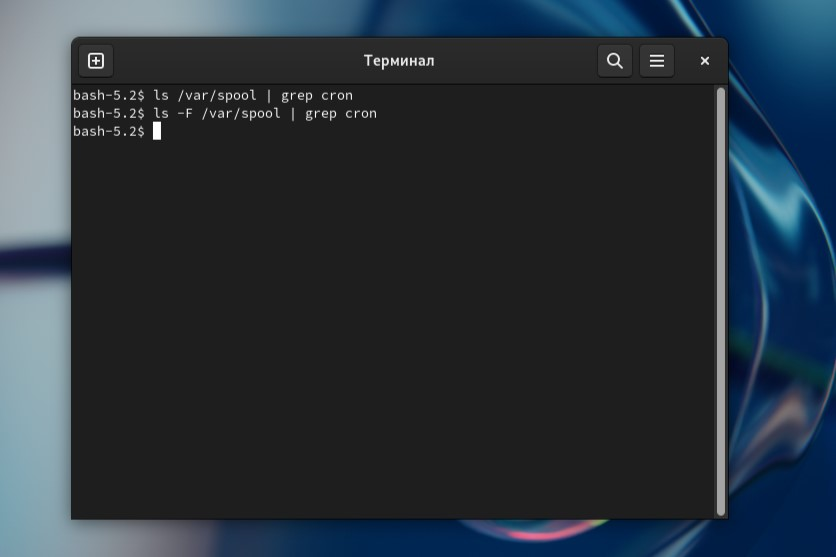 Терминал
bash-5.2$ ls /var/spool | grep cron
bash-5.2$ ls -F /var/spool | grep cron
bash-5.2$